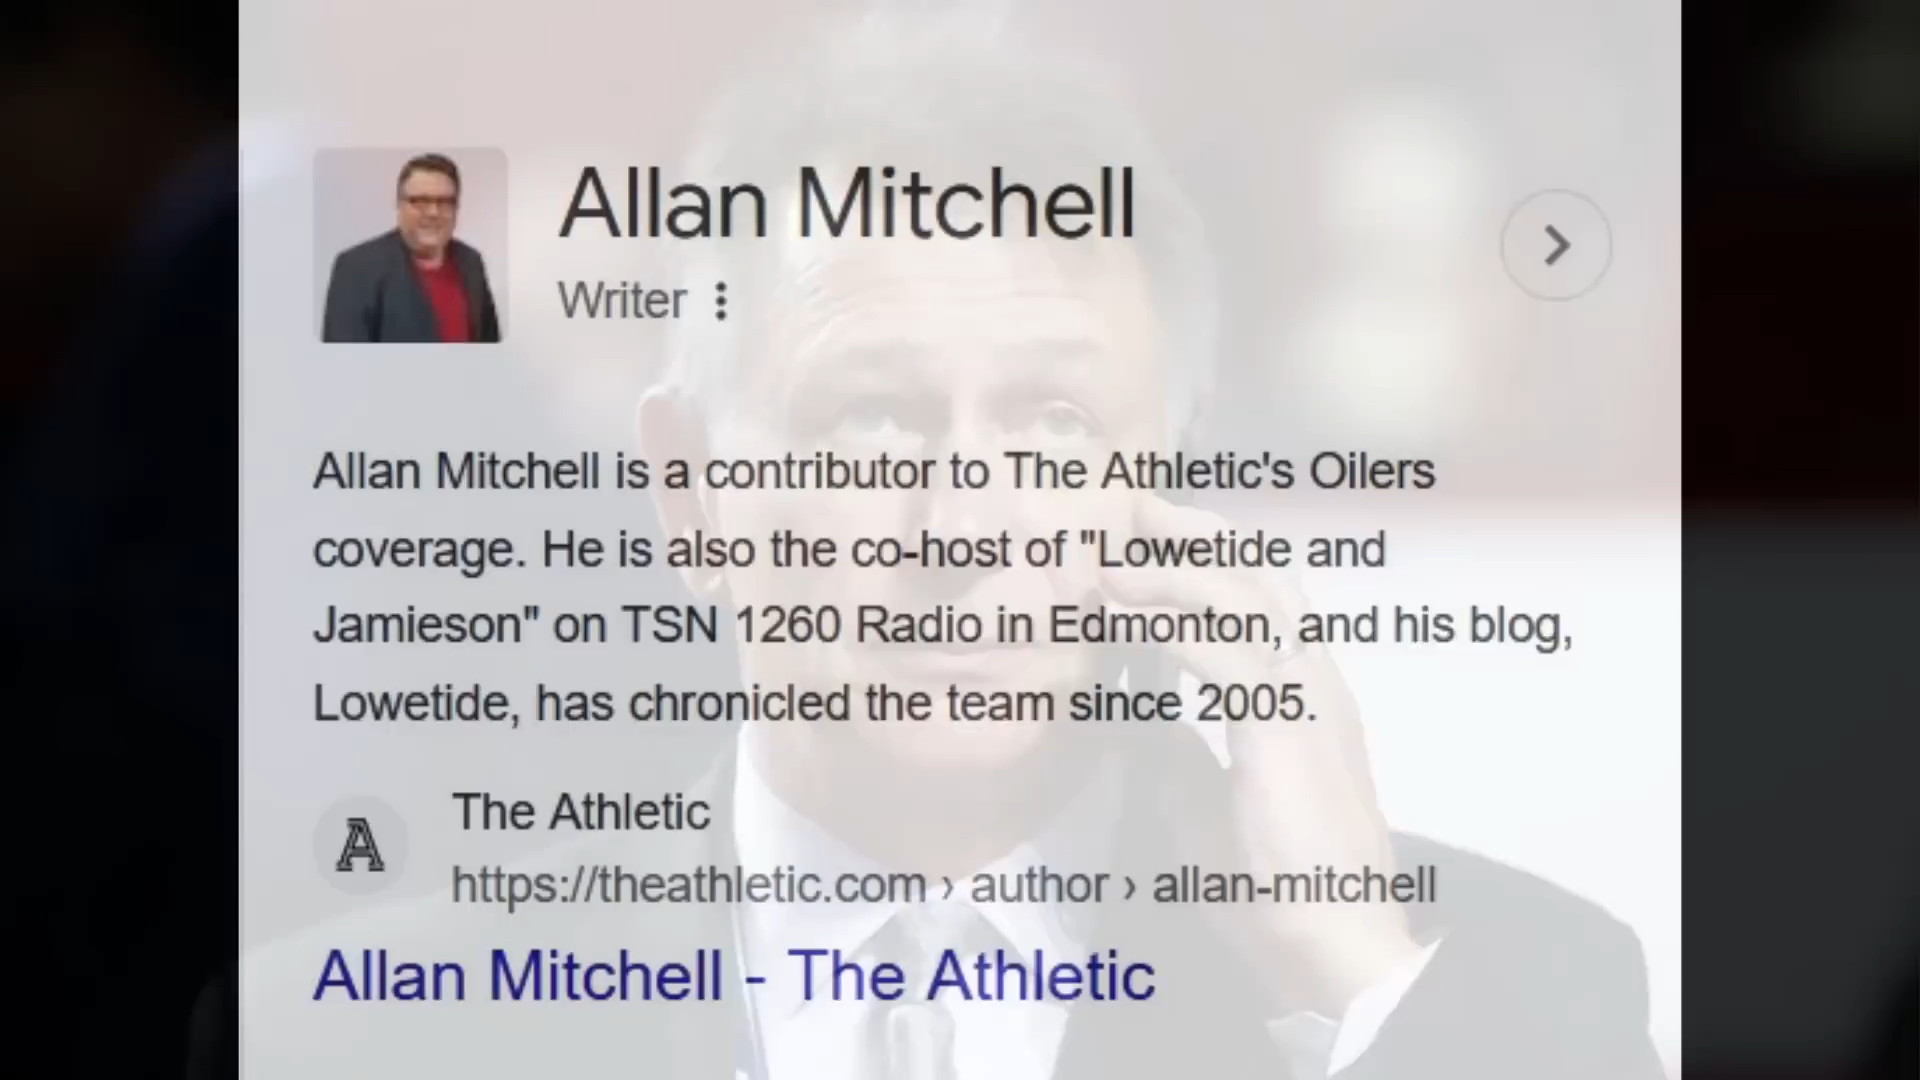 Allan Mitchell
Writer
Allan Mitchell is a contributor to The Athletic's Oilers
coverage. He is also the co-host of "Lowetide and
Jamieson" on TSN 1260 Radio in Edmonton, and his blog,
Lowetide, has chronicled the team since 2005.
A
The Athletic
https://theathletic.com › author › allan-mitchell
Allan Mitchell - The Athletic